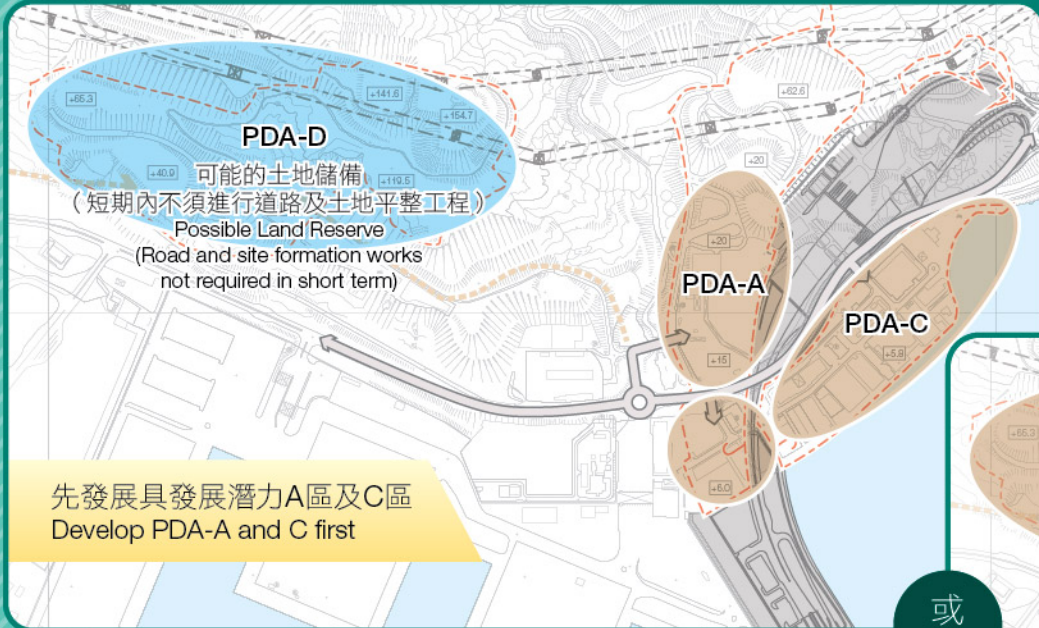 +65.3
+141.6
+154.7
PDA-D
+40.9
+119.5
可能的土地儲備
（短期內不須進行道路及土地平整工程）
Possible Land Reserve
(Road and site formation works
not required in short term)
+62.6
+20
+20
PDA-A
+15
PDA-C
+5.9
+6.0
先發展具發展潛力A區及C區
Develop PDA-A and C first
+65.3
或